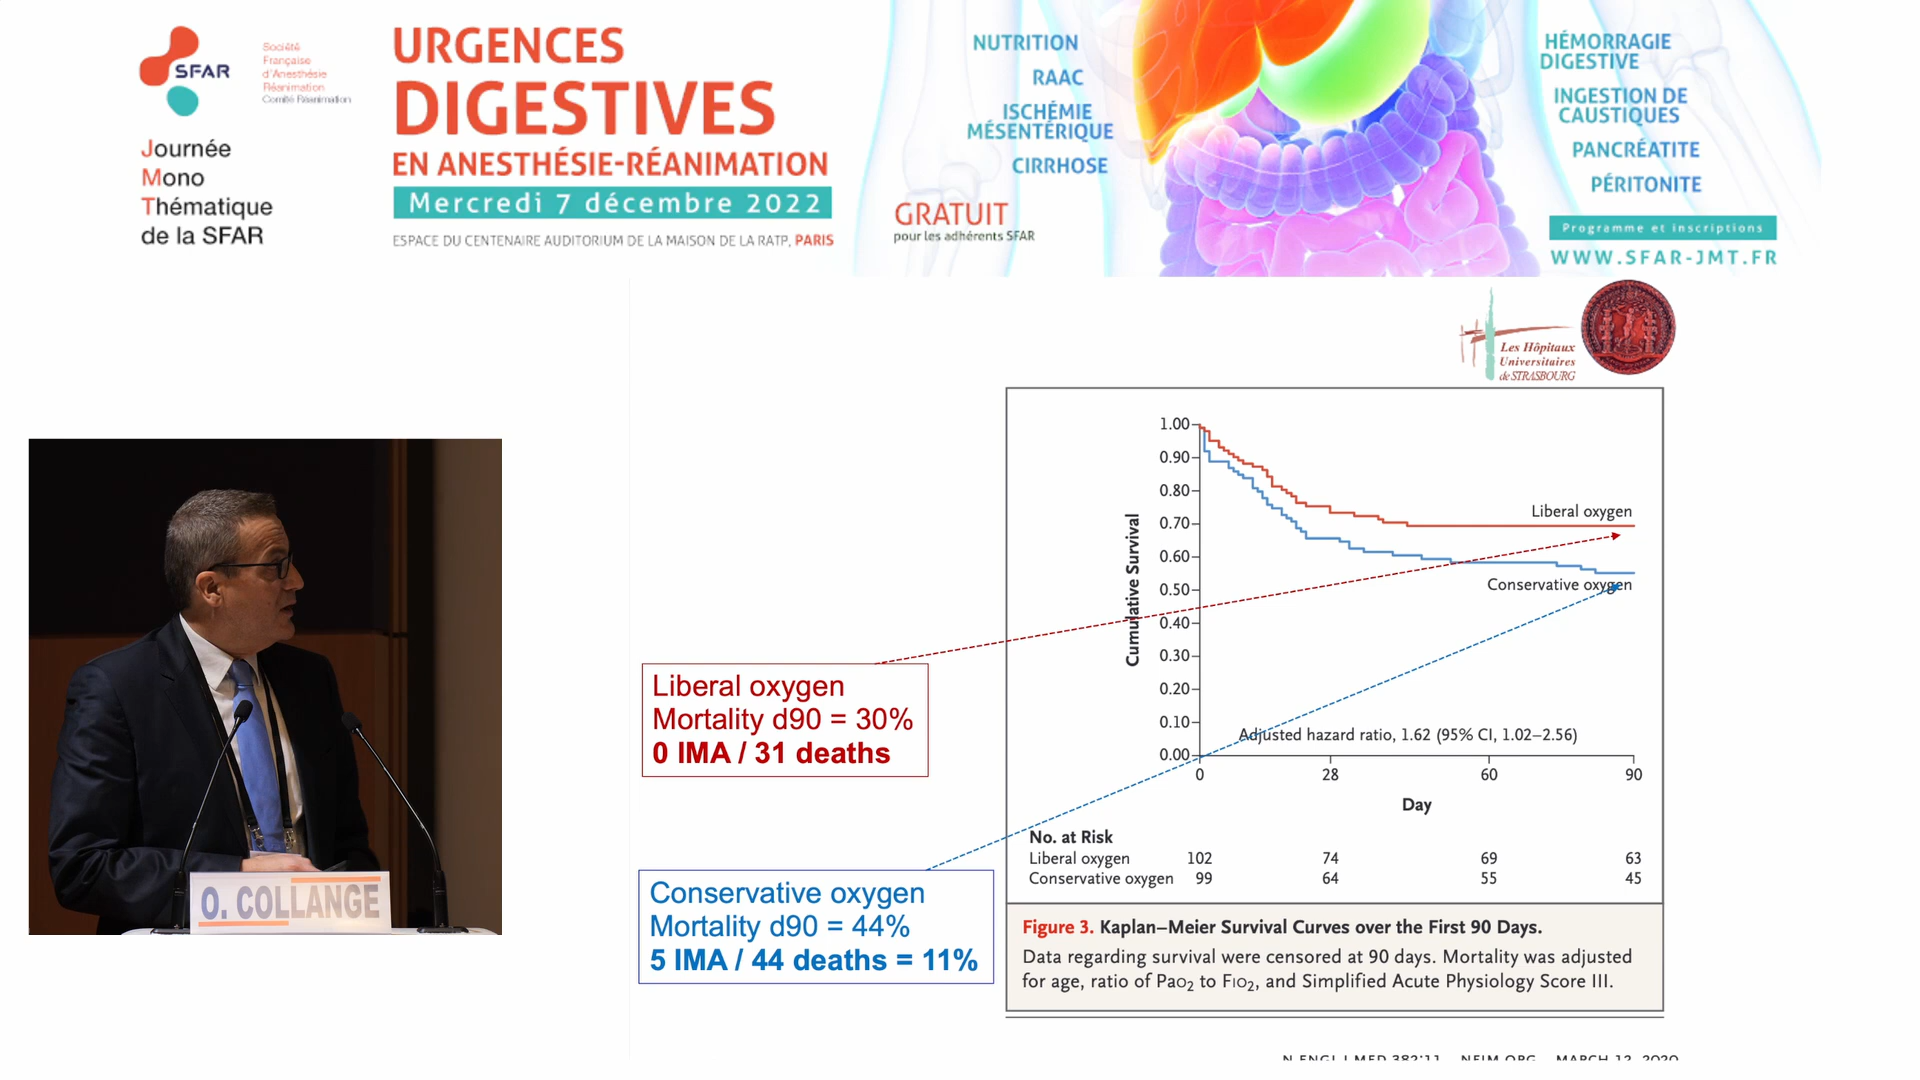 SFAR
Société
Française
d'Anesthésie
Réanimation
Comité Réanimation
Journée
Mono
Thématique
de la SFAR
URGENCES
DIGESTIVES
EN ANESTHÉSIE-RÉANIMATION
Mercredi 7 décembre 2022
ESPACE DU CENTENAIRE AUDITORIUM DE LA MAISON DE LA RATP, PARIS
NUTRITION
RAAC
ISCHÉMIE
MÉSENTÉRIQUE
CIRRHOSE
GRATUIT
pour les adhérents SFAR
HÉMORRAGIE
DIGESTIVE
INGESTION DE
CAUSTIQUES
PANCRÉATITE
PÉRITONITE
Programme et inscriptions
WWW.SFAR-JMT.FR
Les Hôpitaux
Universitaires
de STRASBOURG
O. COLLANGE
Liberal oxygen
Mortality d90 = 30%
0 IMA / 31 deaths
Conservative oxygen
Mortality d90 = 44%
5 IMA / 44 deaths = 11%
Cumulative Survival
1.00
0.90
0.80
0.70
0.60
0.50
0.40
0.30
0.20
0.10
0.00
Liberal oxygen
Conservative oxygen
Adjusted hazard ratio, 1.62 (95% CI, 1.02–2.56)
0 28 60 90
Day
No. at Risk
Liberal oxygen 102 74 69 63
Conservative oxygen 99 64 55 45
Figure 3. Kaplan–Meier Survival Curves over the First 90 Days.
Data regarding survival were censored at 90 days. Mortality was adjusted
for age, ratio of PaO2 to FIO2, and Simplified Acute Physiology Score III.
N ENGL J MED 382;11 NEJM.ORG MARCH 12, 2020